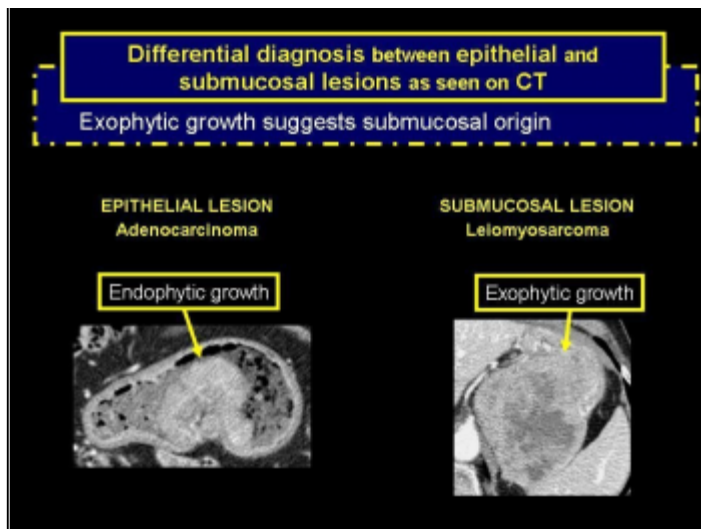 Differential diagnosis between epithelial and
submucosal lesions as seen on CT
Exophytic growth suggests submucosal origin
EPITHELIAL LESION
Adenocarcinoma
SUBMUCOSAL LESION
Leiomyosarcoma
Endophytic growth
Exophytic growth